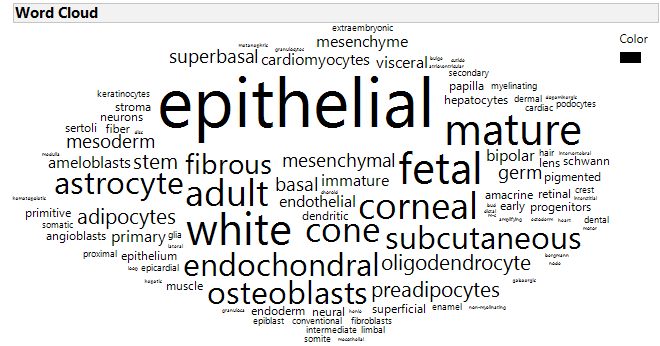 Word Cloud
Color
extraembryonic
mesenchyme
superbasal
cardiomyocytes
visceral
secondary
keratinocytes
epithelial
papilla
myelinating
stroma
hepatocytes
dermal
podocytes
neurons
cardiac
sertoli
fiber
mature
mesoderm
ameloblasts
stem
fibrous
mesenchymal
fetal
bipolar
hair
lens
schwann
astrocyte
adult
basal
immature
germ
pigmented
endothelial
corneal
amacrine
retinal
crest
primitive
adipocytes
dendritic
early
progenitors
somatic
dental
angioblasts
primary
glia
white
cone
subcutaneous
proximal
epithelium
epicardial
endochondral
oligodendrocyte
muscle
osteoblasts
preadipocytes
endoderm
neural
superficial
enamel
non-myelinating
epiblast
conventional
fibroblasts
intermediate
limbal
somite